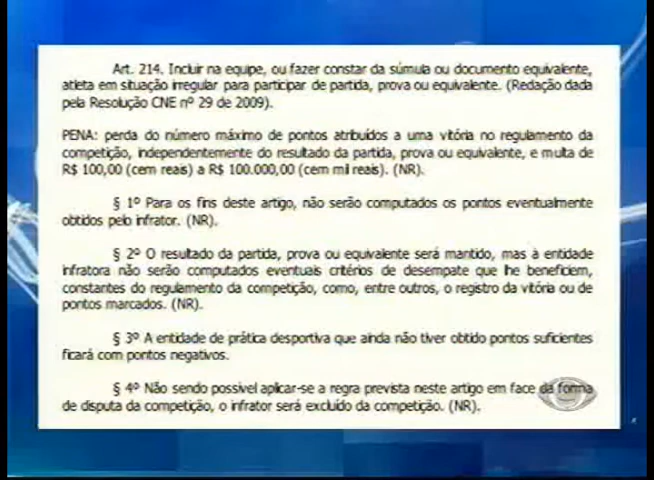 Art. 214. Incluir na equipe, ou fazer constar da súmula ou documento equivalente,
atleta em situação irregular para participar de partida, prova ou equivalente. (Redação dada
pela Resolução CNE nº 29 de 2009).
PENA: perda do número máximo de pontos atribuídos a uma vitória no regulamento da
competição, independentemente do resultado da partida, prova ou equivalente, e multa de
R$ 100,00 (cem reais) a R$ 100.000,00 (cem mil reais). (NR).
§ 1º Para os fins deste artigo, não serão computados os pontos eventualmente
obtidos pelo infrator. (NR).
§ 2º O resultado da partida, prova ou equivalente será mantido, mas à entidade
infratora não serão computados eventuais critérios de desempate que lhe beneficiem,
constantes do regulamento da competição, como, entre outros, o registro da vitória ou de
pontos marcados. (NR).
§ 3º A entidade de prática desportiva que ainda não tiver obtido pontos suficientes
ficará com pontos negativos.
§ 4º Não sendo possível aplicar-se a regra prevista neste artigo em face da forma
de disputa da competição, o infrator será excluído da competição. (NR).